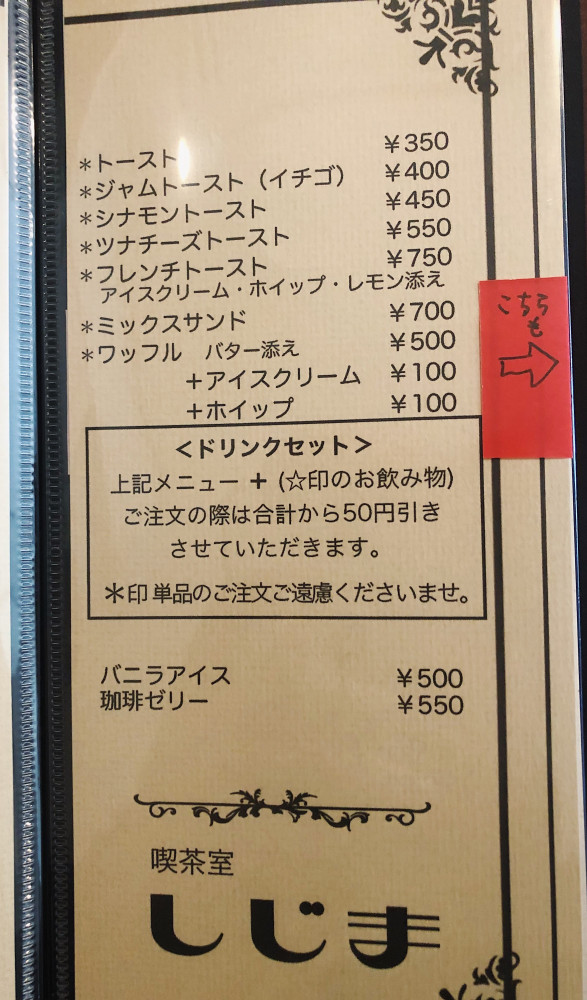 ＊トースト ¥350
＊ジャムトースト（イチゴ） ¥400
＊シナモントースト ¥450
＊ツナチーズトースト ¥550
＊フレンチトースト ¥750
アイスクリーム・ホイップ・レモン添え
＊ミックスサンド ¥700
＊ワッフル バター添え ¥500
＋アイスクリーム ¥100
＋ホイップ ¥100
こちら
も
＜ドリンクセット＞
上記メニュー ＋ (☆印のお飲み物)
ご注文の際は合計から50円引き
させていただきます。
＊印 単品のご注文ご遠慮くださいませ。
バニラアイス ¥500
珈琲ゼリー ¥550
喫茶室
しじま